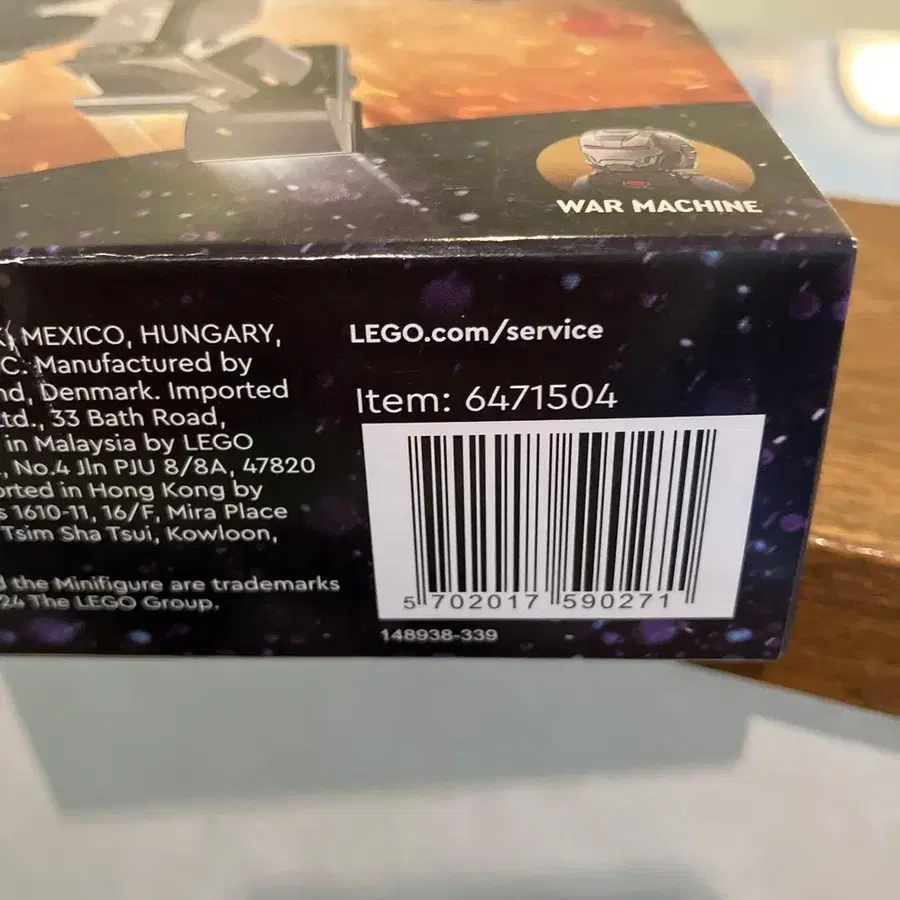 WAR MACHINE
MEXICO, HUNGARY,
C. Manufactured by
nd, Denmark. Imported
Ltd., 33 Bath Road,
in Malaysia by LEGO
, No.4 Jln PJU 8/8A, 47820
orted in Hong Kong by
s 1610-11, 16/F, Mira Place
Tsim Sha Tsui, Kowloon,
d the Minifigure are trademarks
24 The LEGO Group.
LEGO.com/service
Item: 6471504
5 702017 590271
148938-339